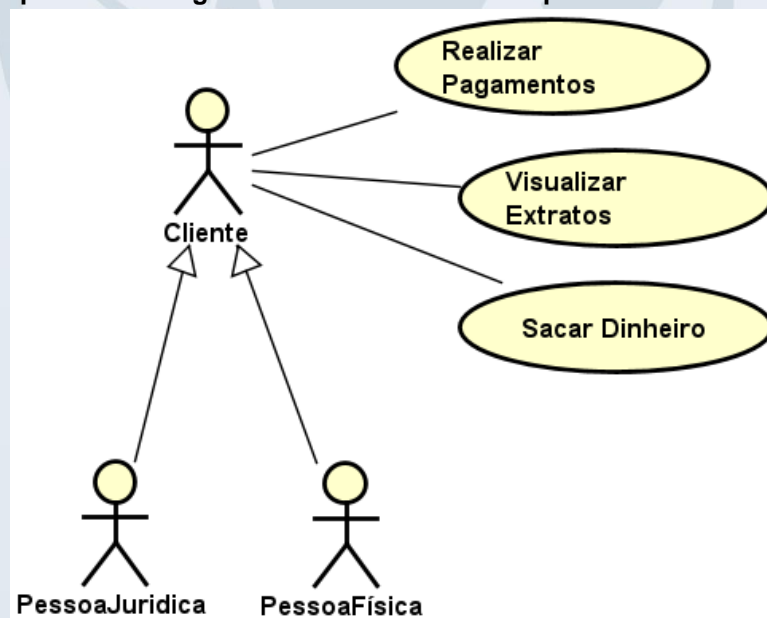 Realizar
Pagamentos
Visualizar
Extratos
Cliente
Sacar Dinheiro
PessoaJuridica
PessoaFísica